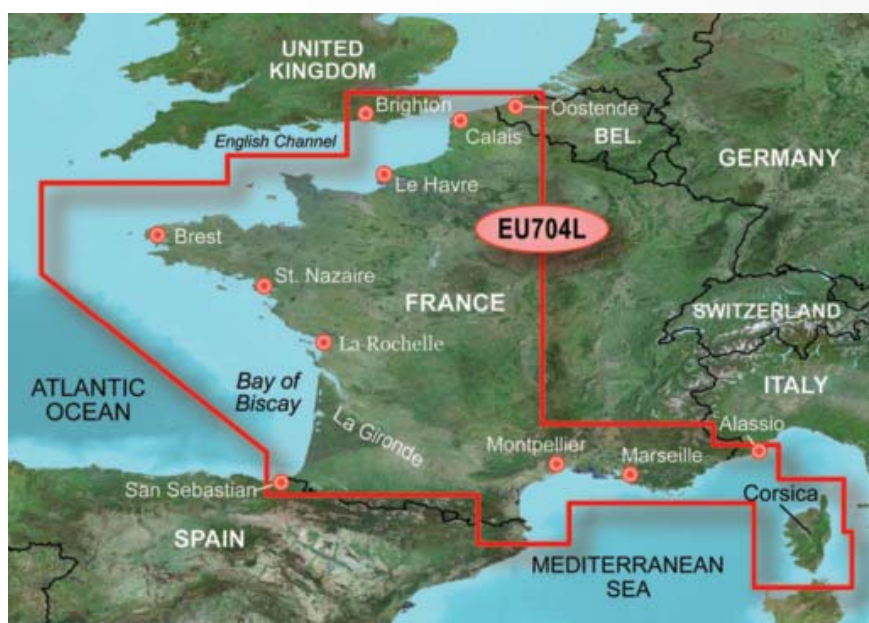 UNITED
KINGDOM
Brighton
Oostende
English Channel
Calais
BEL.
GERMANY
Le Havre
EU704L
Brest
St. Nazaire
FRANCE
SWITZERLAND
La Rochelle
ATLANTIC
OCEAN
Bay of
Biscay
ITALY
La Gironde
Alassio
Montpellier
Marseille
San Sebastian
Corsica
SPAIN
MEDITERRANEAN
SEA